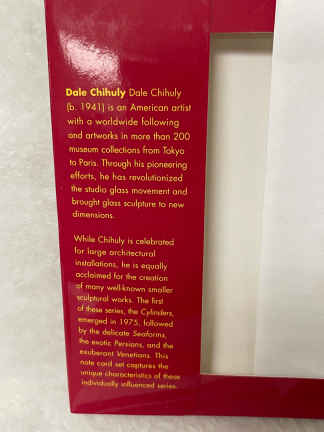 Dale Chihuly Dale Chihuly
(b. 1941) is an American artist
with a worldwide following
and artworks in more than 200
museum collections from Tokyo
to Paris. Through his pioneering
efforts, he has revolutionized
the studio glass movement and
brought glass sculpture to new
dimensions.
While Chihuly is celebrated
for large architectural
installations, he is equally
acclaimed for the creation
of many well-known smaller
sculptural works. The first
of these series, the Cylinders,
emerged in 1975, followed
by the delicate Seaforms,
the exotic Persians, and the
exuberant Venetians. This
note card set captures the
unique characteristics of these
individually influenced series.